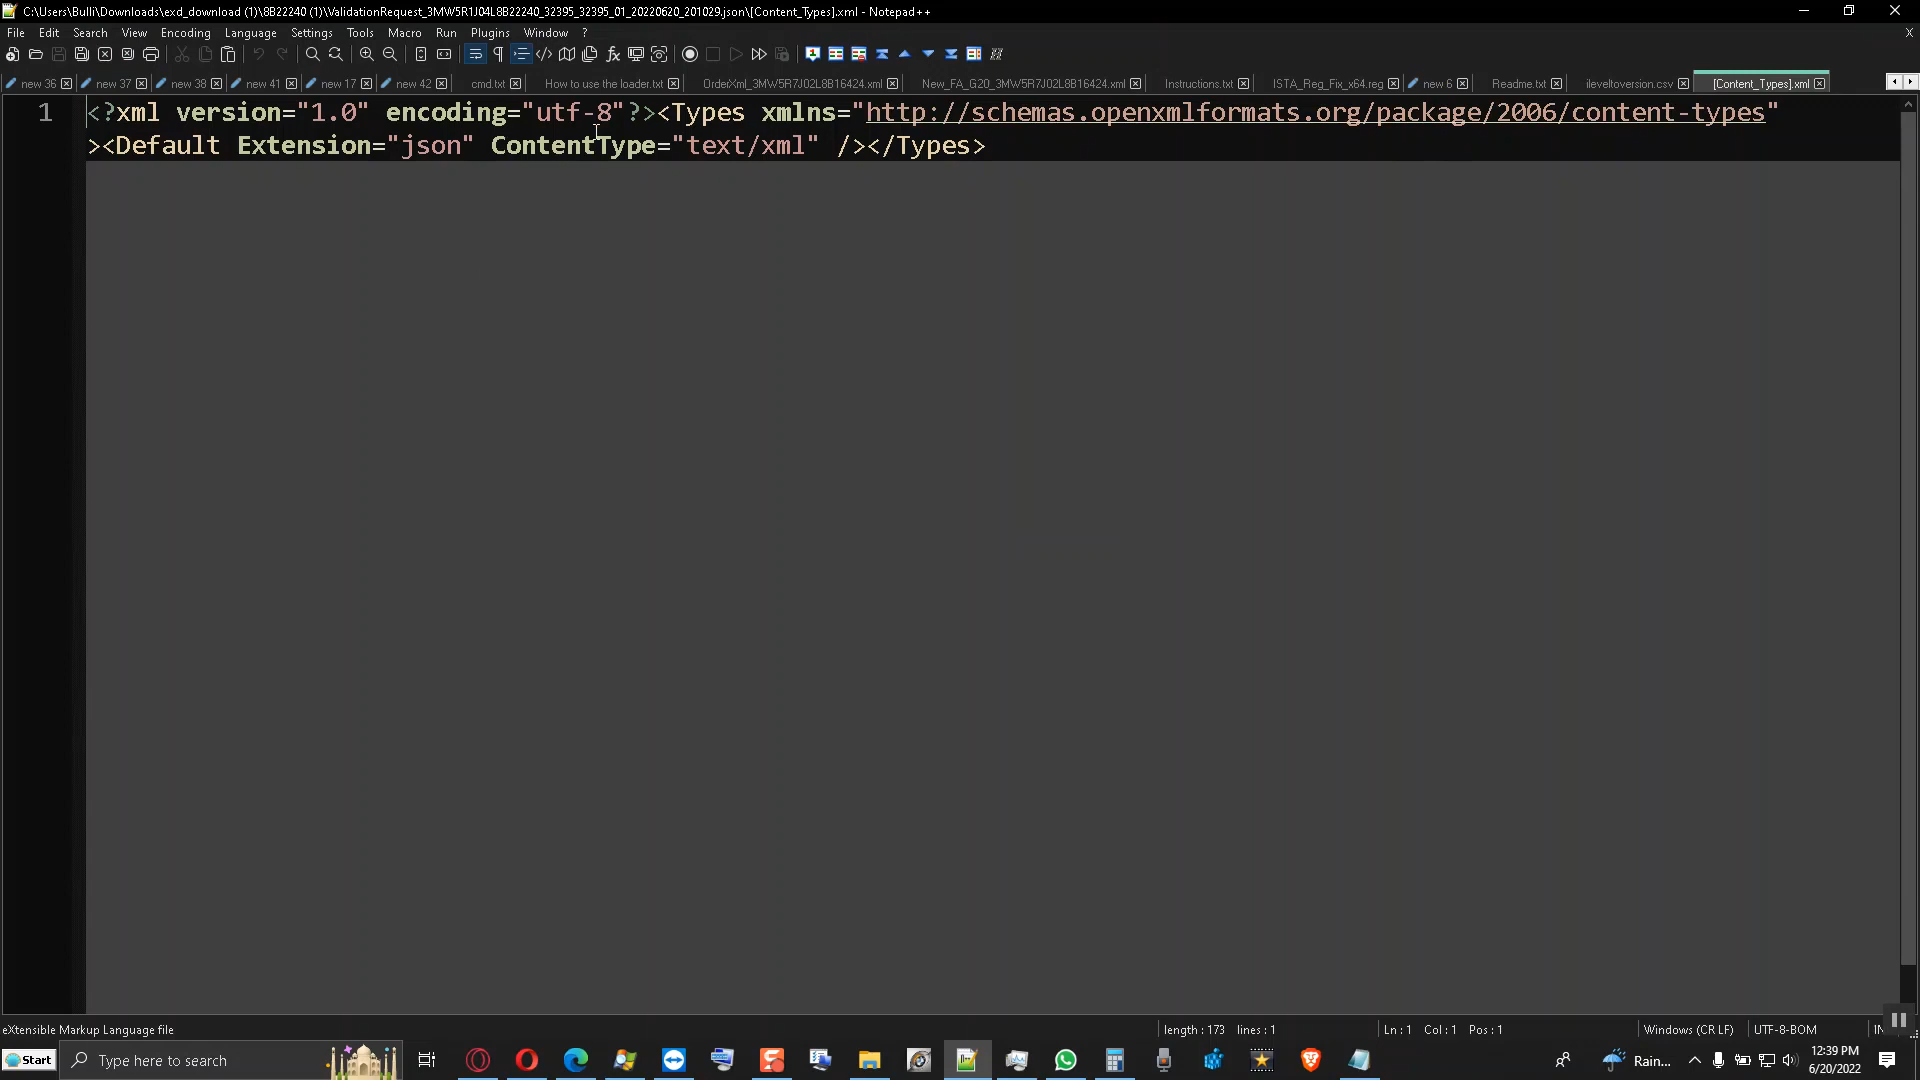 C:\Users\Bulli\Downloads\exd_download (1)\8B22240 (1)\ValidationRequest_3MW5R1J04L8B22240_32395_32395_01_20220620_201029.json\[Content_Types].xml - Notepad++
File Edit Search View Encoding Language Settings Tools Macro Run Plugins Window ? X
new 36 new 37 new 38 new 41 new 17 new 42 cmd.txt How to use the loader.txt OrderXml_3MW5R7J02L8B16424.xml New_FA_G20_3MW5R7J02L8B16424.xml Instructions.txt ISTA_Reg_Fix_x64.reg new 6 Readme.txt ileveltoversion.csv [Content_Types].xml
1 <?xml version="1.0" encoding="utf-8"?><Types xmlns="http://schemas.openxmlformats.org/package/2006/content-types"
><Default Extension="json" ContentType="text/xml" /></Types>
eXtensible Markup Language file length : 173 lines : 1 Ln : 1 Col : 1 Pos : 1 Windows (CR LF) UTF-8-BOM IN
Start Type here to search Rain... 12:39 PM
6/20/2022